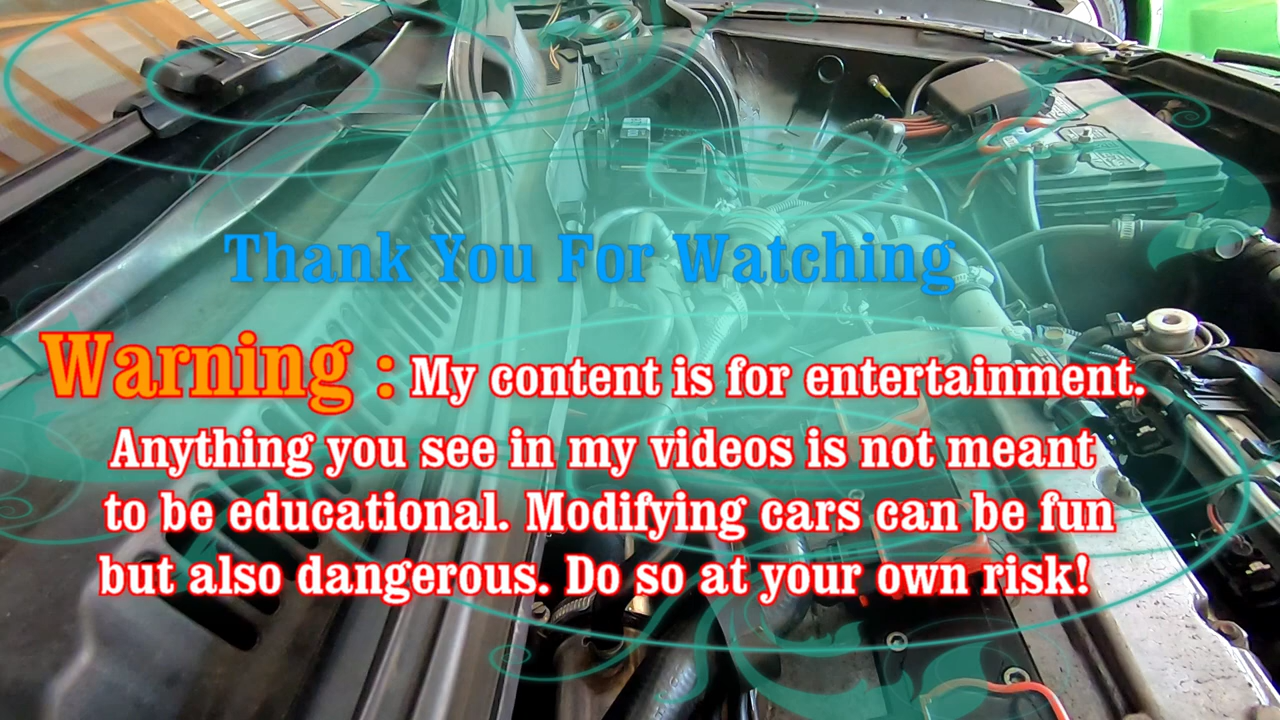 Thank You For Watching
Warning : My content is for entertainment.
Anything you see in my videos is not meant
to be educational. Modifying cars can be fun
but also dangerous. Do so at your own risk!